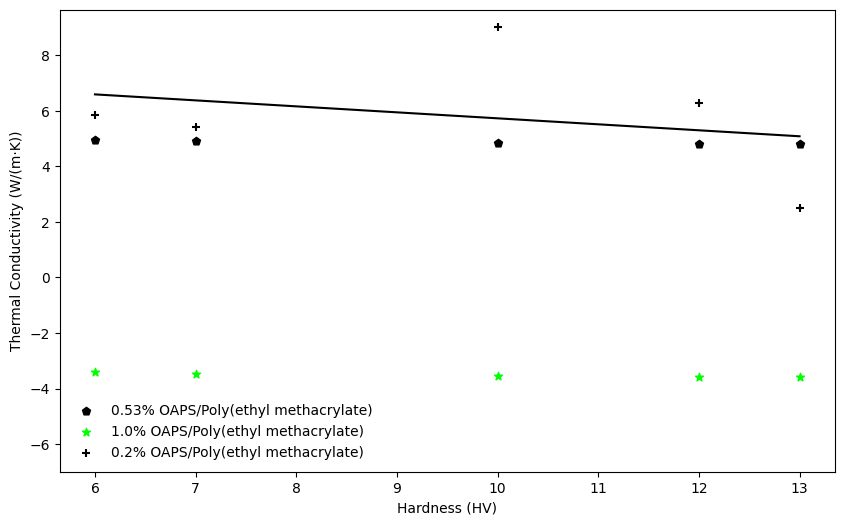 8
6
4
2
0
−2
−4
−6
Thermal Conductivity (W/(m·K))
0.53% OAPS/Poly(ethyl methacrylate)
1.0% OAPS/Poly(ethyl methacrylate)
0.2% OAPS/Poly(ethyl methacrylate)
6 7 8 9 10 11 12 13
Hardness (HV)